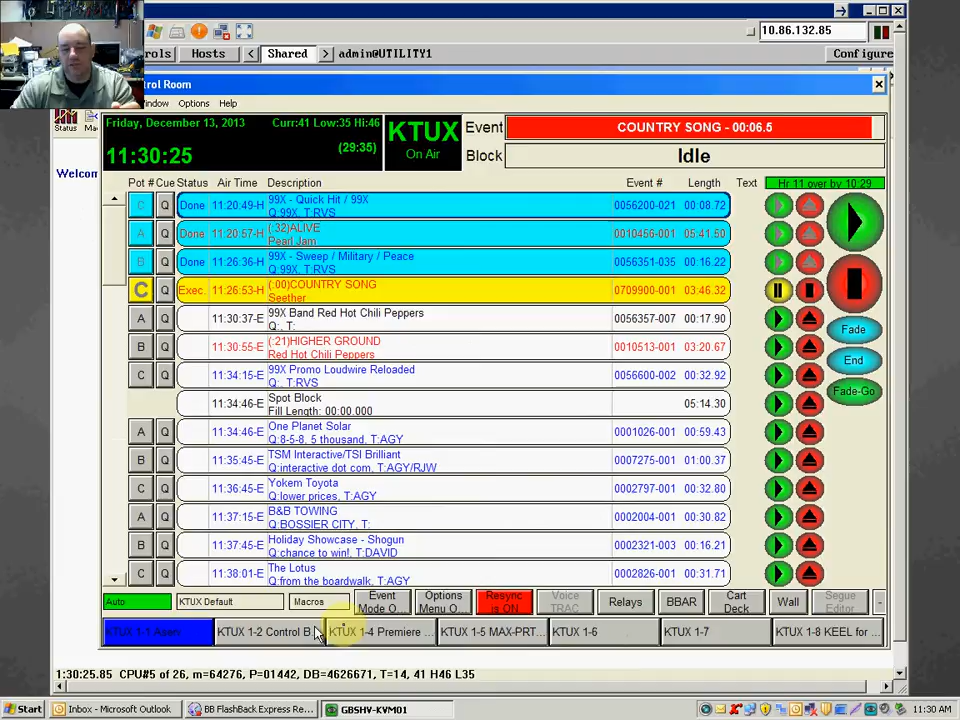 10.86.132.85
rols Hosts < Shared > admin@UTILITY1 Configure
trol Room
indow Options Help
Status Ma
Friday, December 13, 2013 Curr:41 Low:35 Hi:46
11:30:25 (29:35)
KTUX
On Air
Event COUNTRY SONG - 00:06.5
Block Idle
Welcom
Pot # Cue Status Air Time Description Event # Length Text Hr 11 over by 10:29
C Q Done 11:20:49-H 99X - Quick Hit / 99X 0056200-021 00:08.72
Q:99X, T:RVS
A Q Done 11:20:57-H (:32)ALIVE 0010456-001 05:41.50
Pearl Jam
B Q Done 11:26:36-H 99X - Sweep / Military / Peace 0056351-035 00:16.22
Q:99X, T:RVS
C Q Exec. 11:26:53-H (:00)COUNTRY SONG 0709900-001 03:46.32
Seether
A Q 11:30:37-E 99X Band Red Hot Chili Peppers 0056357-007 00:17.90
Q:, T:
B Q 11:30:55-E (:21)HIGHER GROUND 0010513-001 03:20.67
Red Hot Chili Peppers
C Q 11:34:15-E 99X Promo Loudwire Reloaded 0056600-002 00:32.92
Q:, T:RVS
11:34:46-E Spot Block 05:14.30
Fill Length: 00:00.000
A Q 11:34:46-E One Planet Solar 0001026-001 00:59.43
Q:8-5-8, 5 thousand, T:AGY
B Q 11:35:45-E TSM Interactive/TSI Brilliant 0007275-001 01:00.37
Q:interactive dot com, T:AGY/RJW
C Q 11:36:45-E Yokem Toyota 0002797-001 00:32.80
Q:lower prices, T:AGY
A Q 11:37:15-E B&B TOWING 0002004-001 00:30.82
Q:BOSSIER CITY, T:
B Q 11:37:45-E Holiday Showcase - Shogun 0002321-003 00:16.21
Q:chance to win!, T:DAVID
C Q 11:38:01-E The Lotus 0002826-001 00:31.71
Q:from the boardwalk, T:AGY
Fade
End
Fade-Go
Auto KTUX Default Macros
Event
Mode O...
Options
Menu O...
Resync
is ON
Voice
TRAC
Relays BBAR
Cart
Deck
Wall
Segue
Editor
KTUX 1-1 Asen KTUX 1-2 Control B KTUX 1-4 Premiere ... KTUX 1-5 MAX-PRT... KTUX 1-6 KTUX 1-7 KTUX 1-8 KEEL for ...
1:30:25.85 CPU#5 of 26, m=64276, P=01442, DB=4626671, T=14, 41 H46 L35
Start Inbox - Microsoft Outlook BB FlashBack Express Re... GBSHV-KVM01 11:30 AM